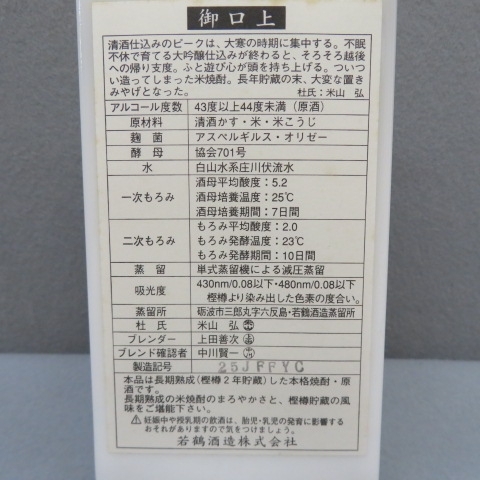 御口上
清酒仕込みのピークは、大寒の時期に集中する。不眠
不休で育てる大吟醸仕込みが終わると、そろそろ越後
への帰り支度。ふと遊び心が頭を持ち上げる。ついつ
つい造ってしまった米焼酎。長年貯蔵の末、大変な置き
みやげとなった。 杜氏：米山 弘
アルコール度数 43度以上44度未満（原酒）
原材料 清酒かす・米・米こうじ
麹菌 アスペルギルス・オリゼー
酵母 協会701号
水 白山水系庄川伏流水
一次もろみ 酒母平均酸度：5.2
酒母培養温度：25℃
酒母培養期間：7日間
二次もろみ もろみ平均酸度：2.0
もろみ発酵温度：23℃
もろみ発酵期間：10日間
蒸留 単式蒸留機による減圧蒸留
吸光度 430nm/0.08以下・480nm/0.08以下
樫樽より染み出した色素の度合い。
蒸留所 砺波市三郎丸字六反島・若鶴酒造蒸留所
杜氏 米山 弘
ブレンダー 上田善次
ブレンド確認者 中川賢一
製造記号 25JFFYC
本品は長期熟成（樫樽2年貯蔵）した本格焼酎・原
酒です。
長期熟成の米焼酎のまろやかさと、樫樽貯蔵の風
味をご堪能下さい。
⚠妊娠中や授乳期の飲酒は、胎児・乳児の発育に影響する
おそれがありますので気をつけましょう。
若鶴酒造株式会社